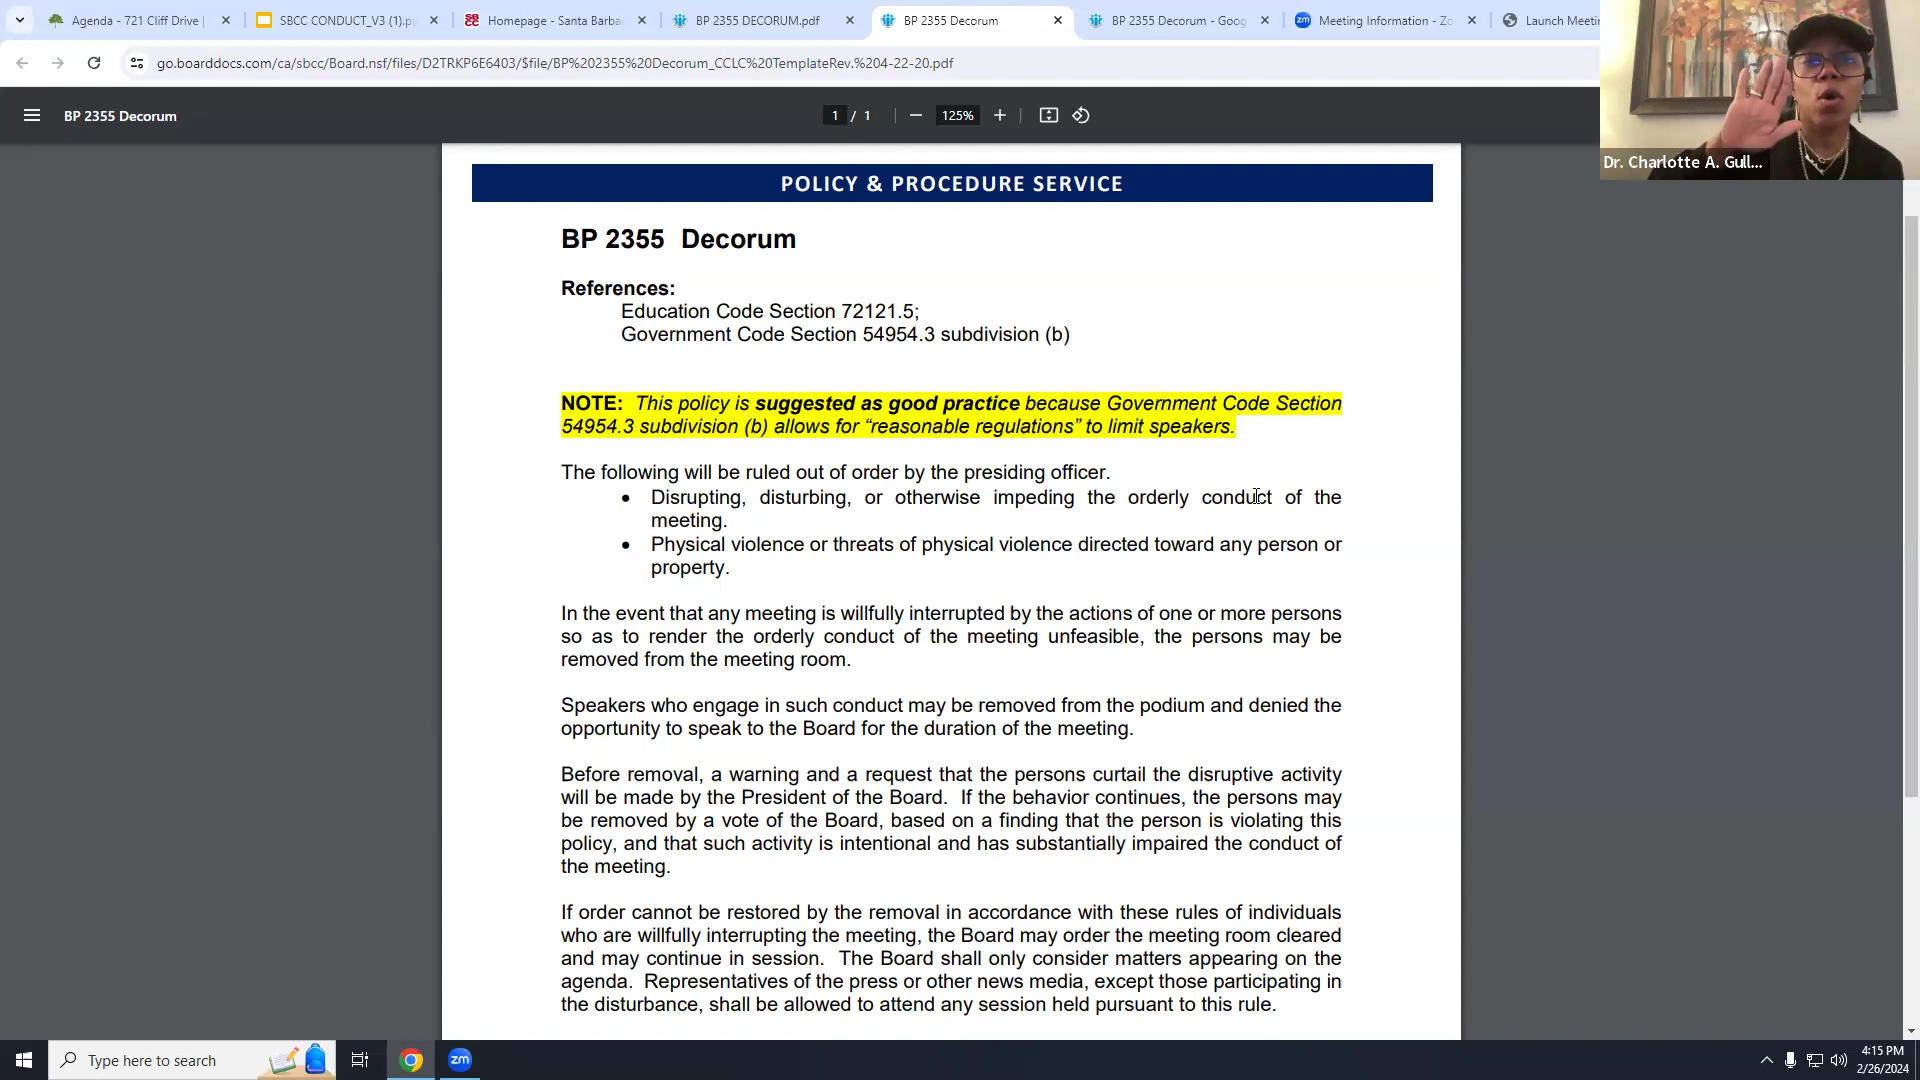 Agenda - 721 Cliff Drive |
SBCC CONDUCT_V3 (1).p
Homepage - Santa Barba
BP 2355 DECORUM.pdf
BP 2355 Decorum
BP 2355 Decorum - Goog
Meeting Information - Zo
Launch Meeti
go.boarddocs.com/ca/sbcc/Board.nsf/files/D2TRKP6E6403/$file/BP%202355%20Decorum_CCLC%20TemplateRev.%204-22-20.pdf
BP 2355 Decorum
1 / 1
125%
Dr. Charlotte A. Gull...
POLICY & PROCEDURE SERVICE
BP 2355 Decorum
References:
Education Code Section 72121.5;
Government Code Section 54954.3 subdivision (b)
NOTE: This policy is suggested as good practice because Government Code Section
54954.3 subdivision (b) allows for “reasonable regulations” to limit speakers.
The following will be ruled out of order by the presiding officer.
• Disrupting, disturbing, or otherwise impeding the orderly conduct of the
meeting.
• Physical violence or threats of physical violence directed toward any person or
property.
In the event that any meeting is willfully interrupted by the actions of one or more persons
so as to render the orderly conduct of the meeting unfeasible, the persons may be
removed from the meeting room.
Speakers who engage in such conduct may be removed from the podium and denied the
opportunity to speak to the Board for the duration of the meeting.
Before removal, a warning and a request that the persons curtail the disruptive activity
will be made by the President of the Board. If the behavior continues, the persons may
be removed by a vote of the Board, based on a finding that the person is violating this
policy, and that such activity is intentional and has substantially impaired the conduct of
the meeting.
If order cannot be restored by the removal in accordance with these rules of individuals
who are willfully interrupting the meeting, the Board may order the meeting room cleared
and may continue in session. The Board shall only consider matters appearing on the
agenda. Representatives of the press or other news media, except those participating in
the disturbance, shall be allowed to attend any session held pursuant to this rule.
Type here to search
zm
4:15 PM
2/26/2024